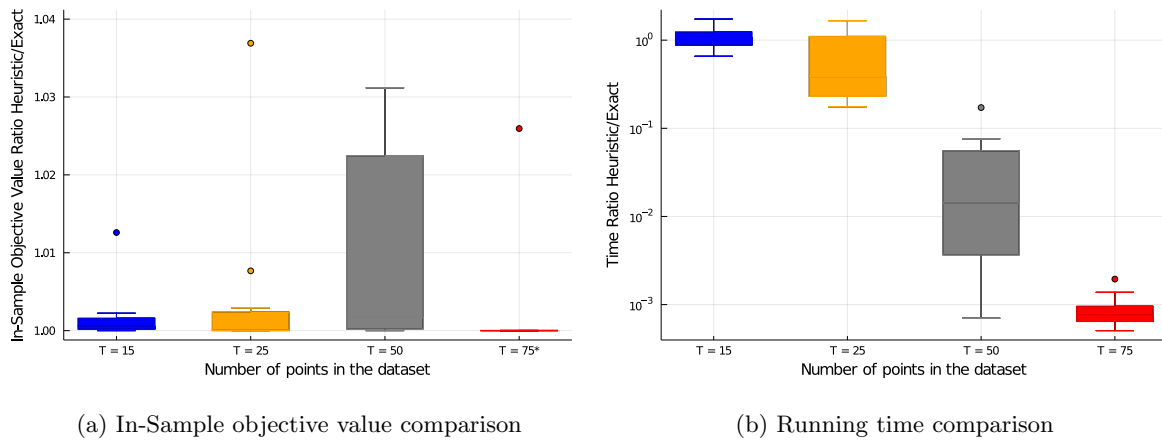 In-Sample Objective Value Ratio Heuristic/Exact
1.04
1.03
1.02
1.01
1.00
T = 15
T = 25
T = 50
T = 75*
Number of points in the dataset
(a) In-Sample objective value comparison
Time Ratio Heuristic/Exact
10⁰
10⁻¹
10⁻²
10⁻³
T = 15
T = 25
T = 50
T = 75
Number of points in the dataset
(b) Running time comparison